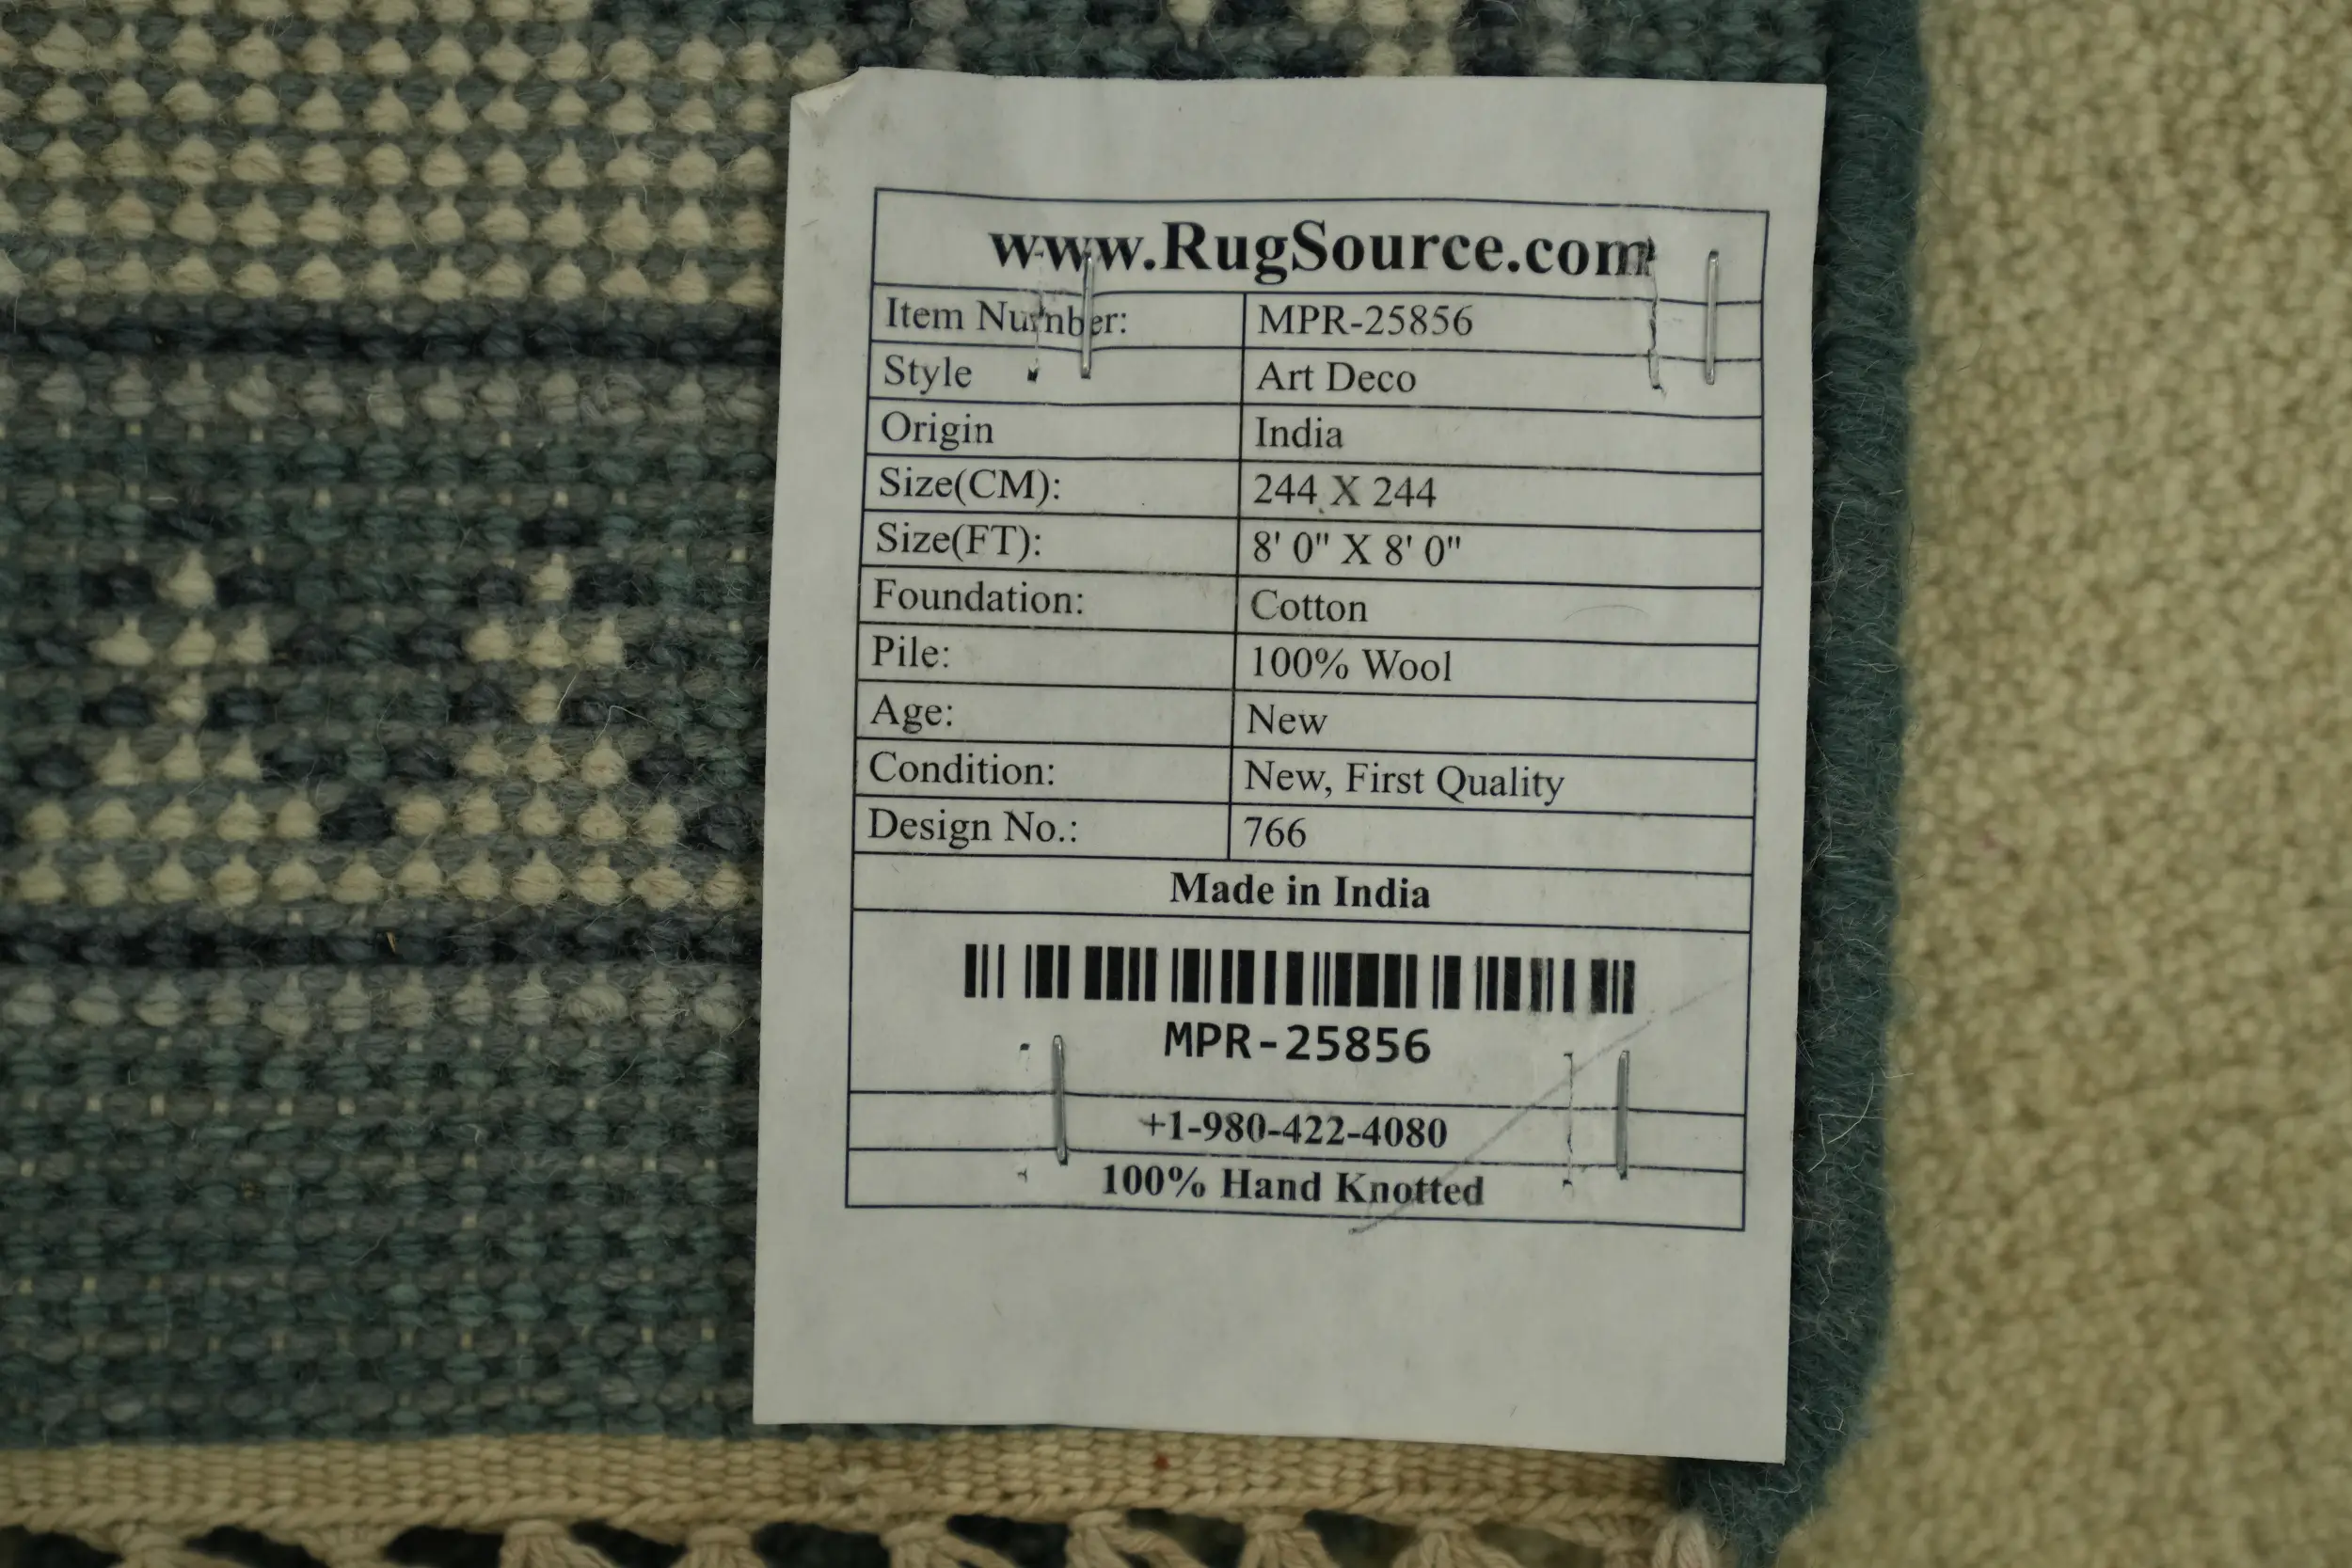 www.RugSource.com
Item Number: MPR-25856
Style Art Deco
Origin India
Size(CM): 244 X 244
Size(FT): 8' 0" X 8' 0"
Foundation: Cotton
Pile: 100% Wool
Age: New
Condition: New, First Quality
Design No.: 766
Made in India
MPR-25856
+1-980-422-4080
100% Hand Knotted